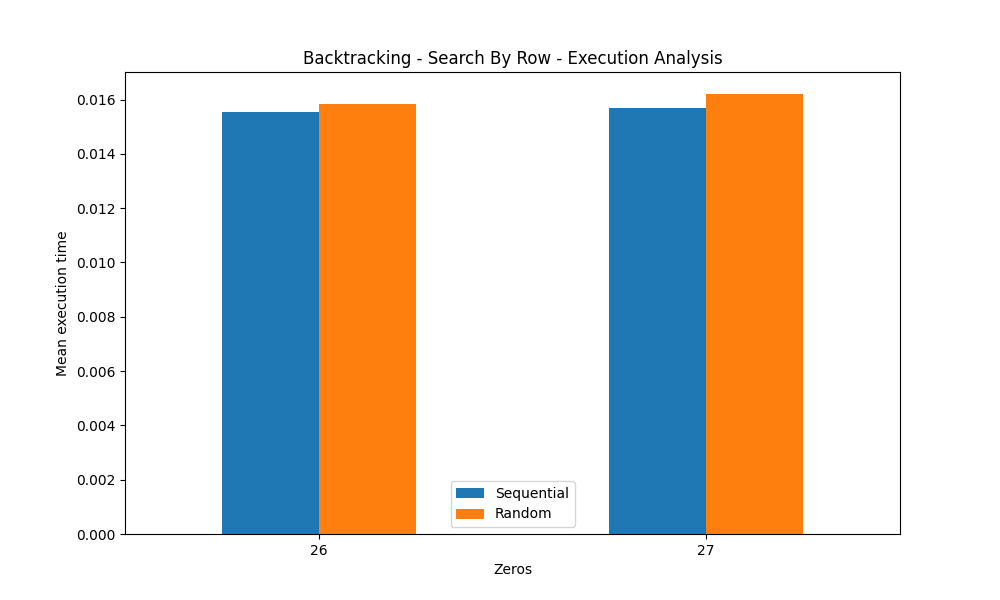 Backtracking - Search By Row - Execution Analysis
Mean execution time
0.016
0.014
0.012
0.010
0.008
0.006
0.004
0.002
0.000
Sequential
Random
26
27
Zeros